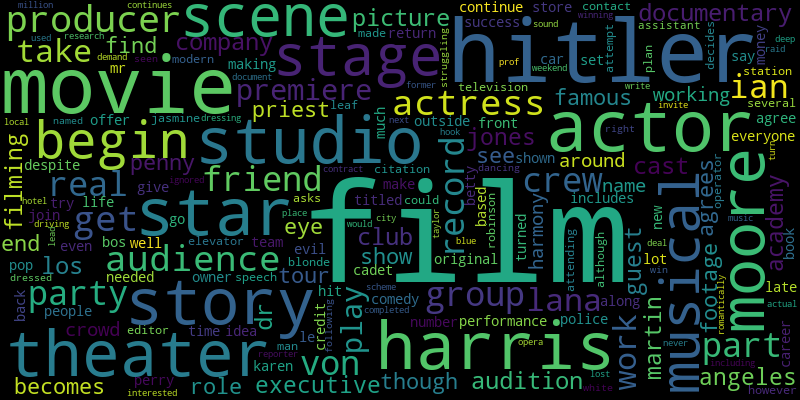 million continues contact winning
producer scene picture continue store documentary
used research success assistant
take find company demand made return attempt deep
mr seen modern making stage hitler decides raid
movie document premiere car set plan say money
prof television station
weekend ian
priest actress famous working several
named offer jasmine leaf struggling write agree
local dressing former invite everyone
begin studio much outside front actor
penny next hook right
filming despite friend jones see shown around turn
real citation record cast name
hotel try life give make betty dancing crew operator
driving join go asks titled could based includes academy
end get star film robinson harmony new music
even place city turned musical moore
bos well elevator team would club original although lot book
lean audience evil eye show taylor blue guest deal
pop los owner speech blonde cadet attending footage agrees win
dressed needed tour scheme hit comedy group lana along late
back party story dr completed number performance police actual
people play opera work martin romantically career
crowd editor time idea le credit harris never
theater man von though audition part
reporter following lost including
perry karen white angeles
becomes role executive however
interested